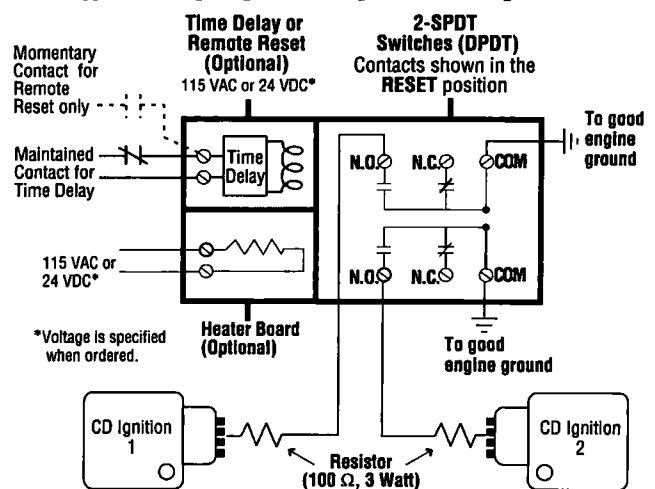 Time Delay or
Remote Reset
(Optional)
115 VAC or 24 VDC*
2-SPDT
Switches (DPDT)
Contacts shown in the
RESET position
Momentary
Contact for
Remote
Reset only
Maintained
Contact for
Time Delay
Time
Delay
N.O.
N.C.
COM
To good
engine
ground
115 VAC or
24 VDC*
N.O.
N.C.
COM
*Voltage is specified
when ordered.
Heater Board
(Optional)
To good
engine ground
CD Ignition
1
Resistor
(100 Ω, 3 Watt)
CD Ignition
2